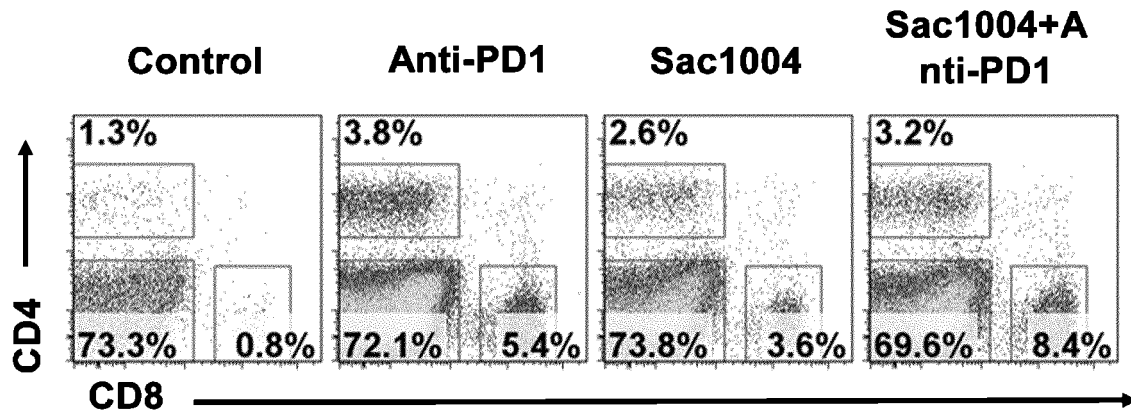 Control
Anti-PD1
Sac1004
Sac1004+A
nti-PD1
1.3%
3.8%
2.6%
3.2%
73.3%
0.8%
72.1%
5.4%
73.8%
3.6%
69.6%
8.4%
CD4
CD8